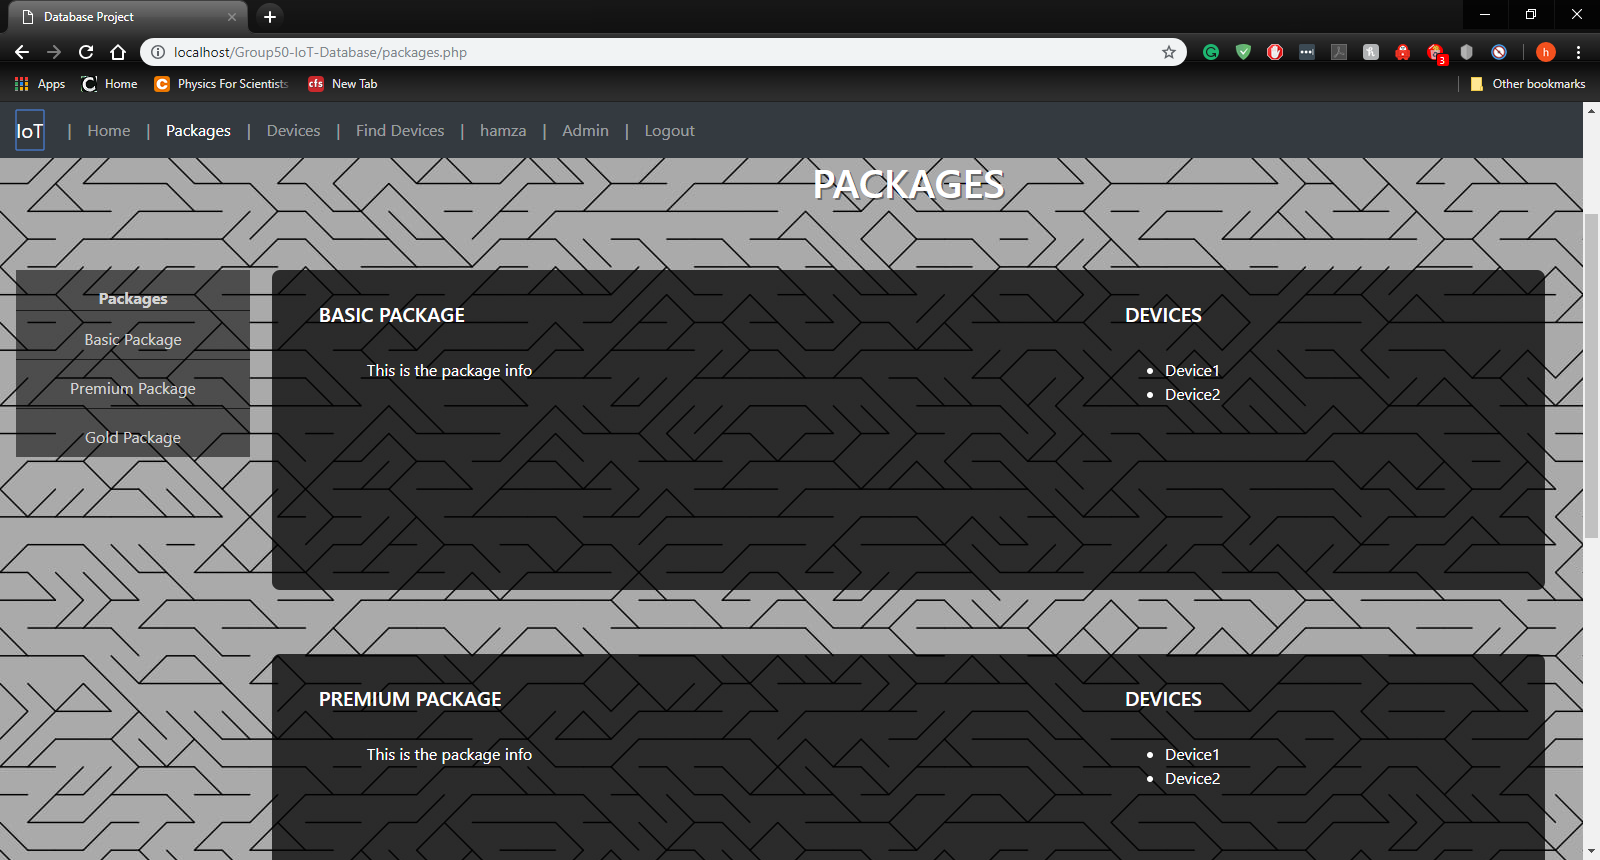 Database Project
localhost/Group50-IoT-Database/packages.php
h
3
Apps
Home
Physics For Scientists
cfs
New Tab
Other bookmarks
IoT | Home | Packages | Devices | Find Devices | hamza | Admin | Logout
PACKAGES
Packages
Basic Package
Premium Package
Gold Package
BASIC PACKAGE
This is the package info
DEVICES
Device1
Device2
PREMIUM PACKAGE
This is the package info
DEVICES
Device1
Device2